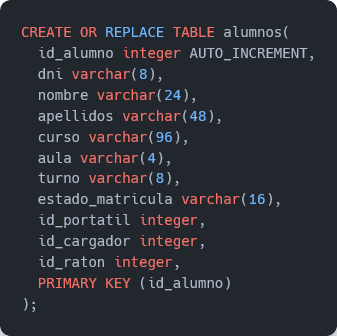 CREATE OR REPLACE TABLE alumnos(
  id_alumno integer AUTO_INCREMENT,
  dni varchar(8),
  nombre varchar(24),
  apellidos varchar(48),
  curso varchar(96),
  aula varchar(4),
  turno varchar(8),
  estado_matricula varchar(16),
  id_portatil integer,
  id_cargador integer,
  id_raton integer,
  PRIMARY KEY (id_alumno)
);